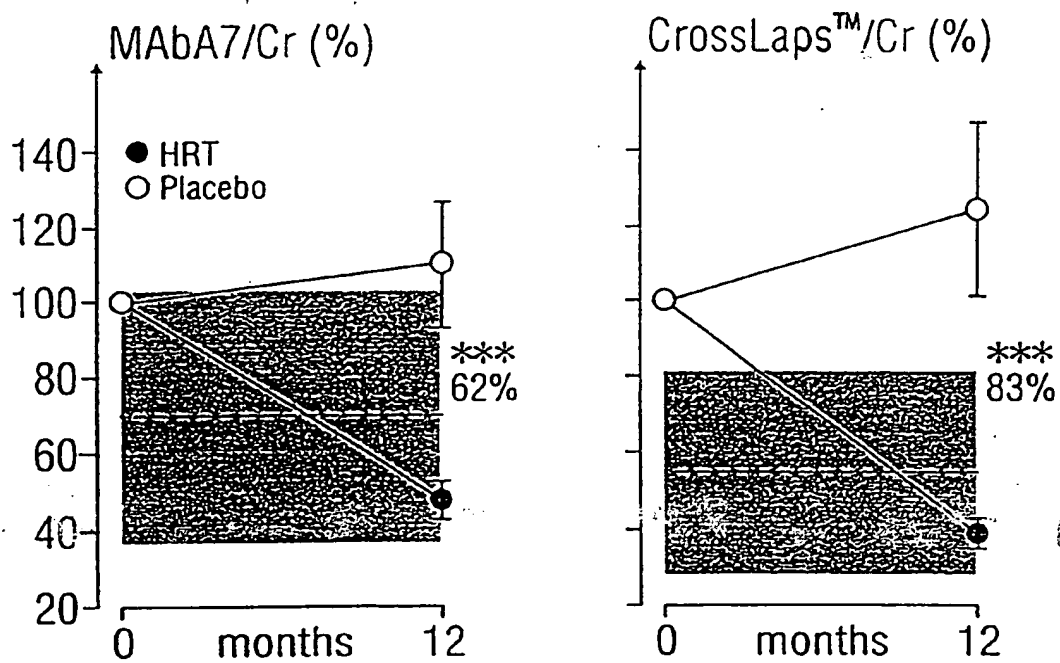 MAbA7/Cr (%)
140
120
100
80
60
40
20
HRT
Placebo
***
62%
0
months
12
CrossLaps™/Cr (%)
***
83%
0
months
12